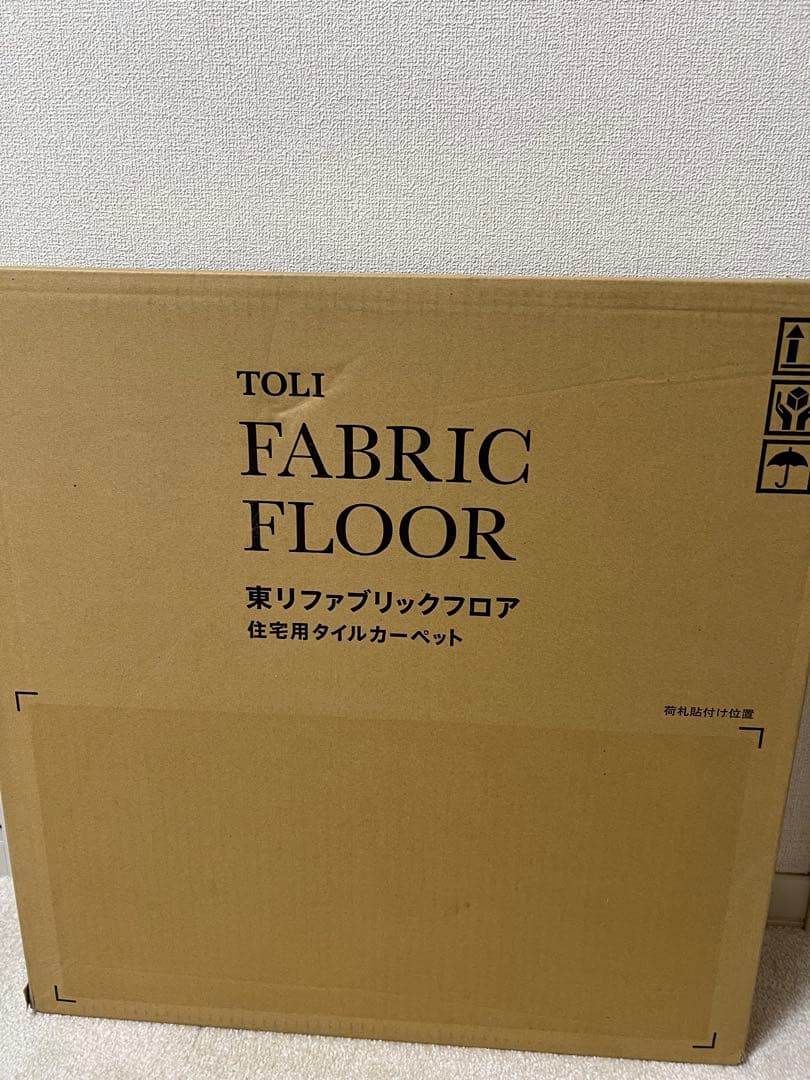 TOLI
FABRIC
FLOOR
東リファブリックフロア
住宅用タイルカーペット
荷札貼付け位置